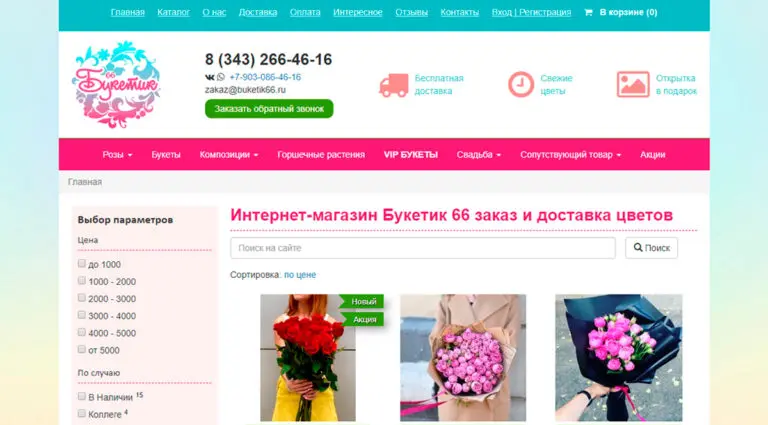 Главная Каталог О нас Доставка Оплата Интересное Отзывы Контакты Вход | Регистрация В корзине (0)
66
Букетик
8 (343) 266-46-16
+7-903-086-46-16
zakaz@buketik66.ru
Заказать обратный звонок
Бесплатная
доставка
Свежие
цветы
Открытка
в подарок
Розы Букеты Композиции Горшечные растения VIP БУКЕТЫ Свадьба Сопутствующий товар Акции
Главная
Выбор параметров
Цена
до 1000
1000 - 2000
2000 - 3000
3000 - 4000
4000 - 5000
от 5000
По случаю
В Наличии 15
Коллеге 4
Интернет-магазин Букетик 66 заказ и доставка цветов
Поиск на сайте Поиск
Сортировка: по цене
Новый
Акция